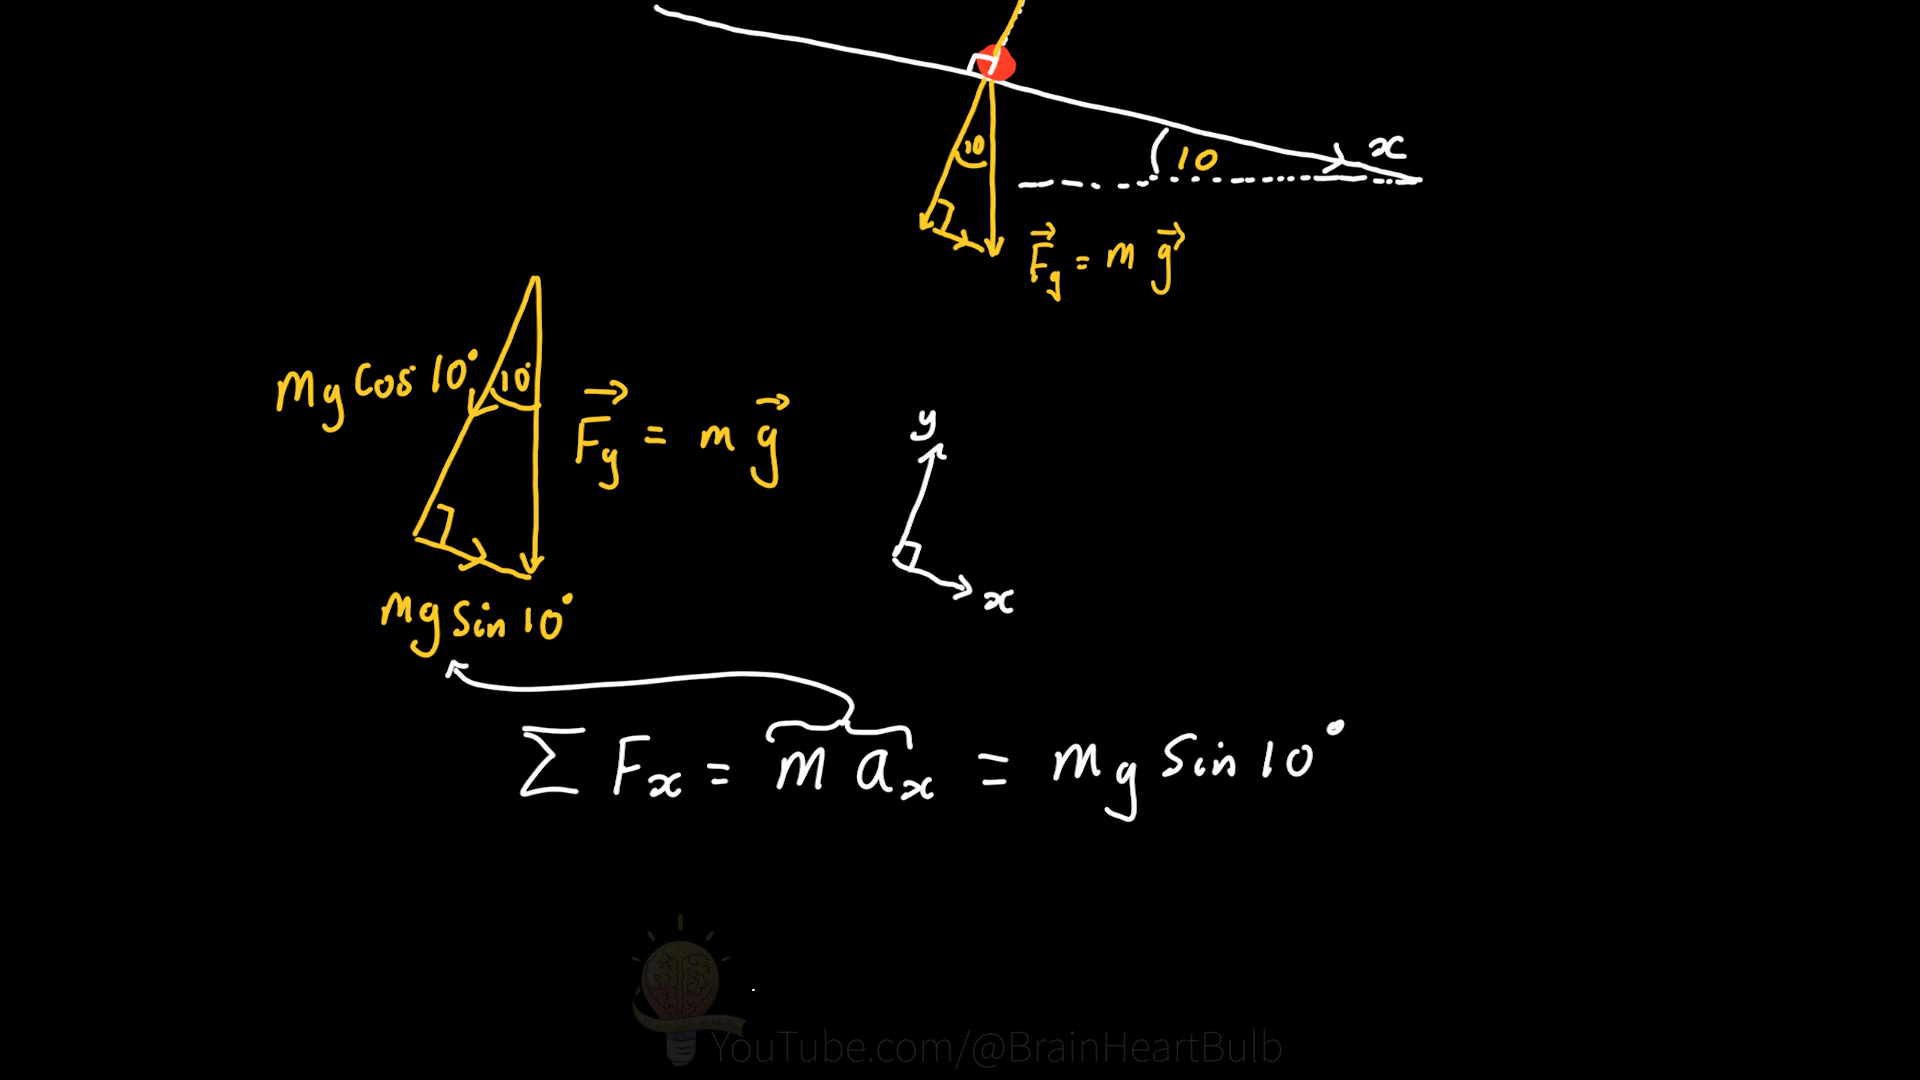 x
10
10
F⃗g = m g⃗
mg Cos 10°
10°
F⃗g = m g⃗
y
x
mg Sin 10°
∑ Fx = m ax = mg Sin 10°
YouTube.com/@BrainHeartBulb